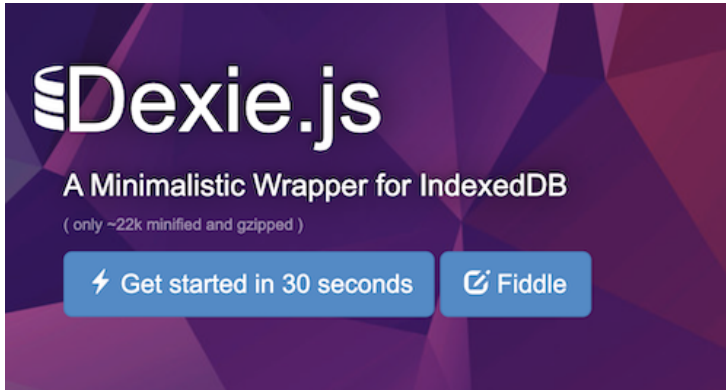 Dexie.js
A Minimalistic Wrapper for IndexedDB
( only ~22k minified and gzipped )
Get started in 30 seconds
Fiddle